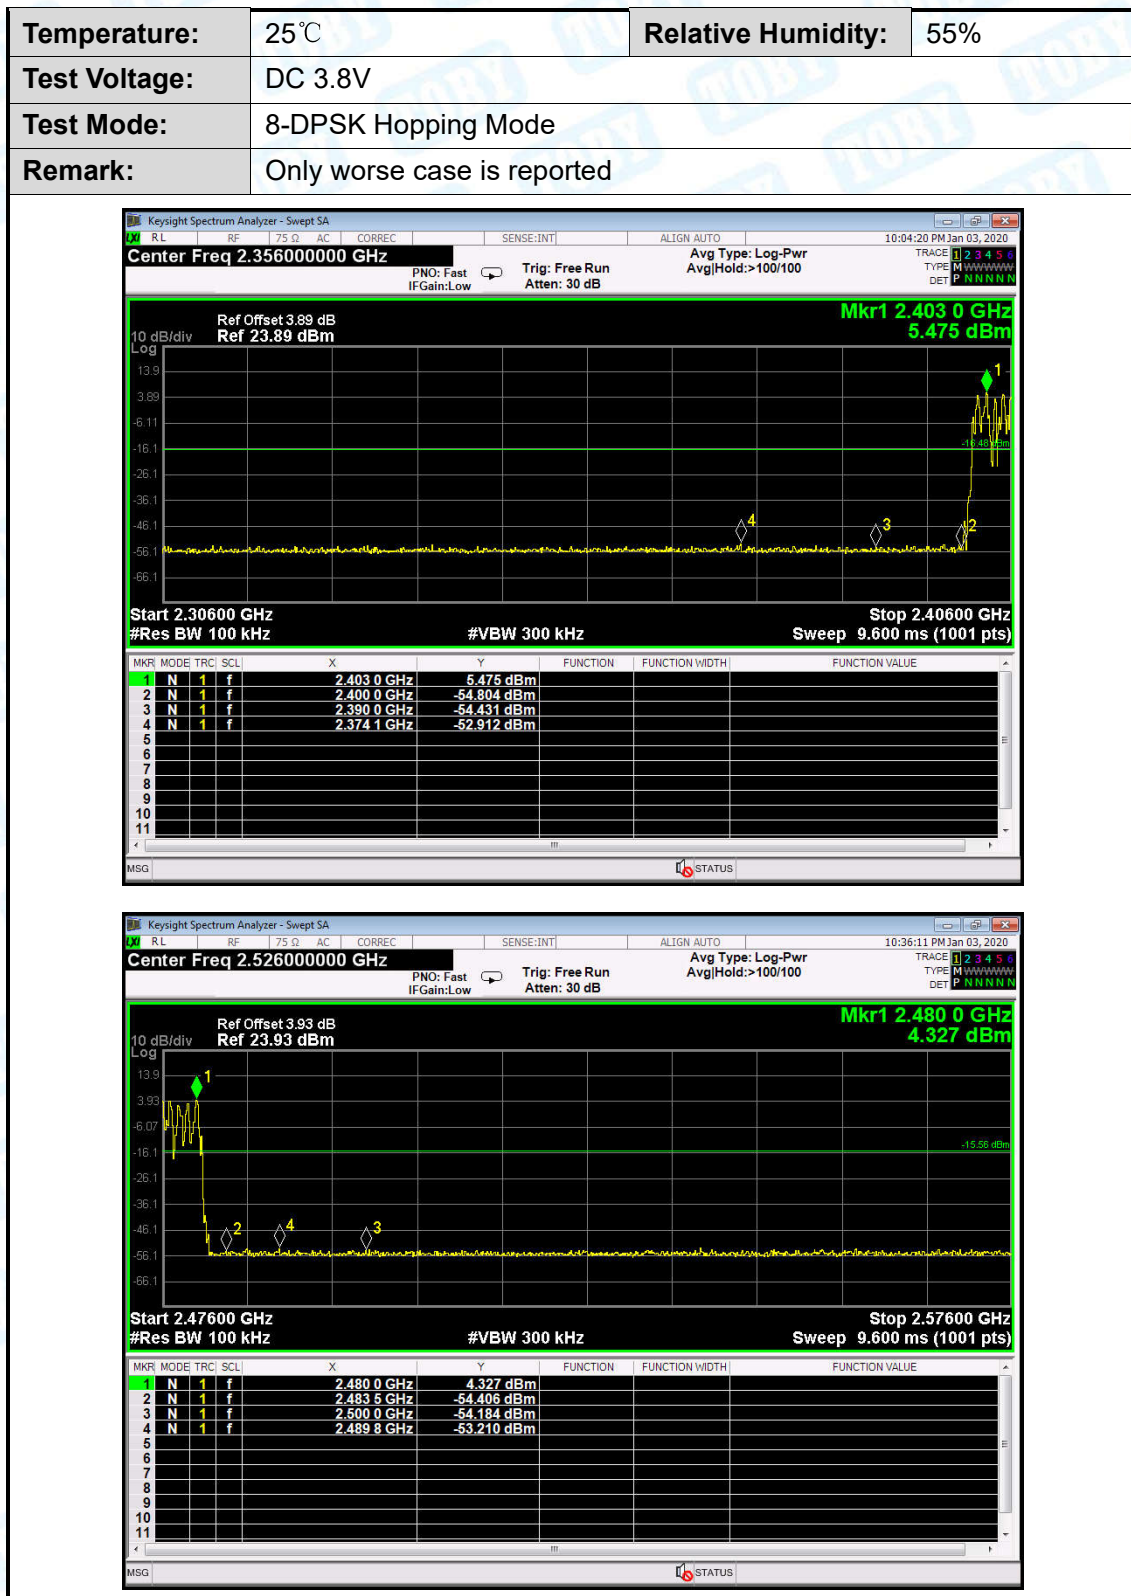 Temperature: 25℃ Relative Humidity: 55%
Test Voltage: DC 3.8V
Test Mode: 8-DPSK Hopping Mode
Remark: Only worse case is reported
Keysight Spectrum Analyzer - Swept SA
LXI RL RF 75 Ω AC CORREC SENSE:INT ALIGN AUTO 10:04:20 PM Jan 03, 2020
Center Freq 2.356000000 GHz Avg Type: Log-Pwr TRACE 1 2 3 4 5 6
PNO: Fast Trig: Free Run Avg|Hold:>100/100 TYPE M WWWWW
IFGain:Low Atten: 30 dB DET P N N N N N
Mkr1 2.403 0 GHz
Ref Offset 3.89 dB
10 dB/div Ref 23.89 dBm 5.475 dBm
Log
13.9
1
3.89
-6.11
-16.1
-16.48 dBm
-26.1
-36.1
-46.1
4 3 2
-56.1
-66.1
Start 2.30600 GHz Stop 2.40600 GHz
#Res BW 100 kHz #VBW 300 kHz Sweep 9.600 ms (1001 pts)
MKR MODE TRC SCL X Y FUNCTION FUNCTION WIDTH FUNCTION VALUE
1 N 1 f 2.403 0 GHz 5.475 dBm
2 N 1 f 2.400 0 GHz -54.804 dBm
3 N 1 f 2.390 0 GHz -54.431 dBm
4 N 1 f 2.374 1 GHz -52.912 dBm
5
6
7
8
9
10
11
MSG STATUS
Keysight Spectrum Analyzer - Swept SA
LXI RL RF 75 Ω AC CORREC SENSE:INT ALIGN AUTO 10:36:11 PM Jan 03, 2020
Center Freq 2.526000000 GHz Avg Type: Log-Pwr TRACE 1 2 3 4 5 6
PNO: Fast Trig: Free Run Avg|Hold:>100/100 TYPE M WWWWW
IFGain:Low Atten: 30 dB DET P N N N N N
Mkr1 2.480 0 GHz
Ref Offset 3.93 dB
10 dB/div Ref 23.93 dBm 4.327 dBm
Log
13.9
1
3.93
-6.07
-15.56 dBm
-16.1
-26.1
-36.1
-46.1
2 4 3
-56.1
-66.1
Start 2.47600 GHz Stop 2.57600 GHz
#Res BW 100 kHz #VBW 300 kHz Sweep 9.600 ms (1001 pts)
MKR MODE TRC SCL X Y FUNCTION FUNCTION WIDTH FUNCTION VALUE
1 N 1 f 2.480 0 GHz 4.327 dBm
2 N 1 f 2.483 5 GHz -54.406 dBm
3 N 1 f 2.500 0 GHz -54.184 dBm
4 N 1 f 2.489 8 GHz -53.210 dBm
5
6
7
8
9
10
11
MSG STATUS